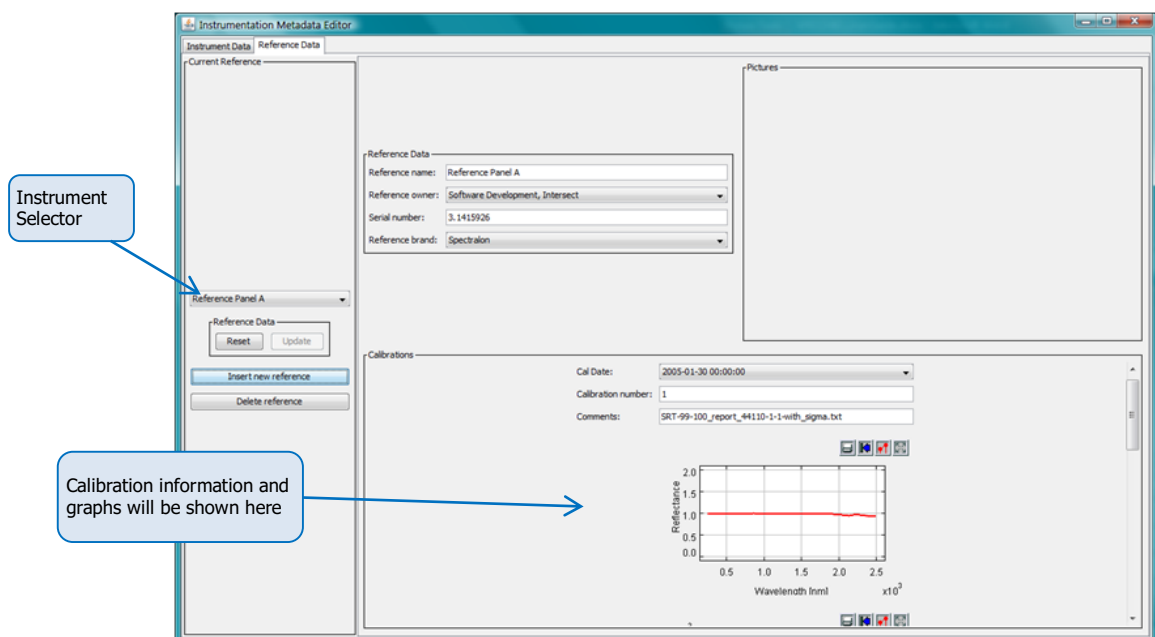 Instrumentation Metadata Editor
Instrument Data
Reference Data
Current Reference
Pictures
Reference Data
Reference name: Reference Panel A
Reference owner: Software Development, Intersect
Serial number: 3.1415926
Reference brand: Spectralon
Instrument
Selector
Reference Panel A
Reference Data
Reset
Update
Insert new reference
Delete reference
Calibrations
Cal Date: 2005-01-30 00:00:00
Calibration number: 1
Comments: SRT-99-100_report_44110-1-1-with_sigma.txt
Calibration information and
graphs will be shown here
2.0
1.5
1.0
0.5
0.0
Reflectance
0.5 1.0 1.5 2.0 2.5
Wavelength [nm] x10³